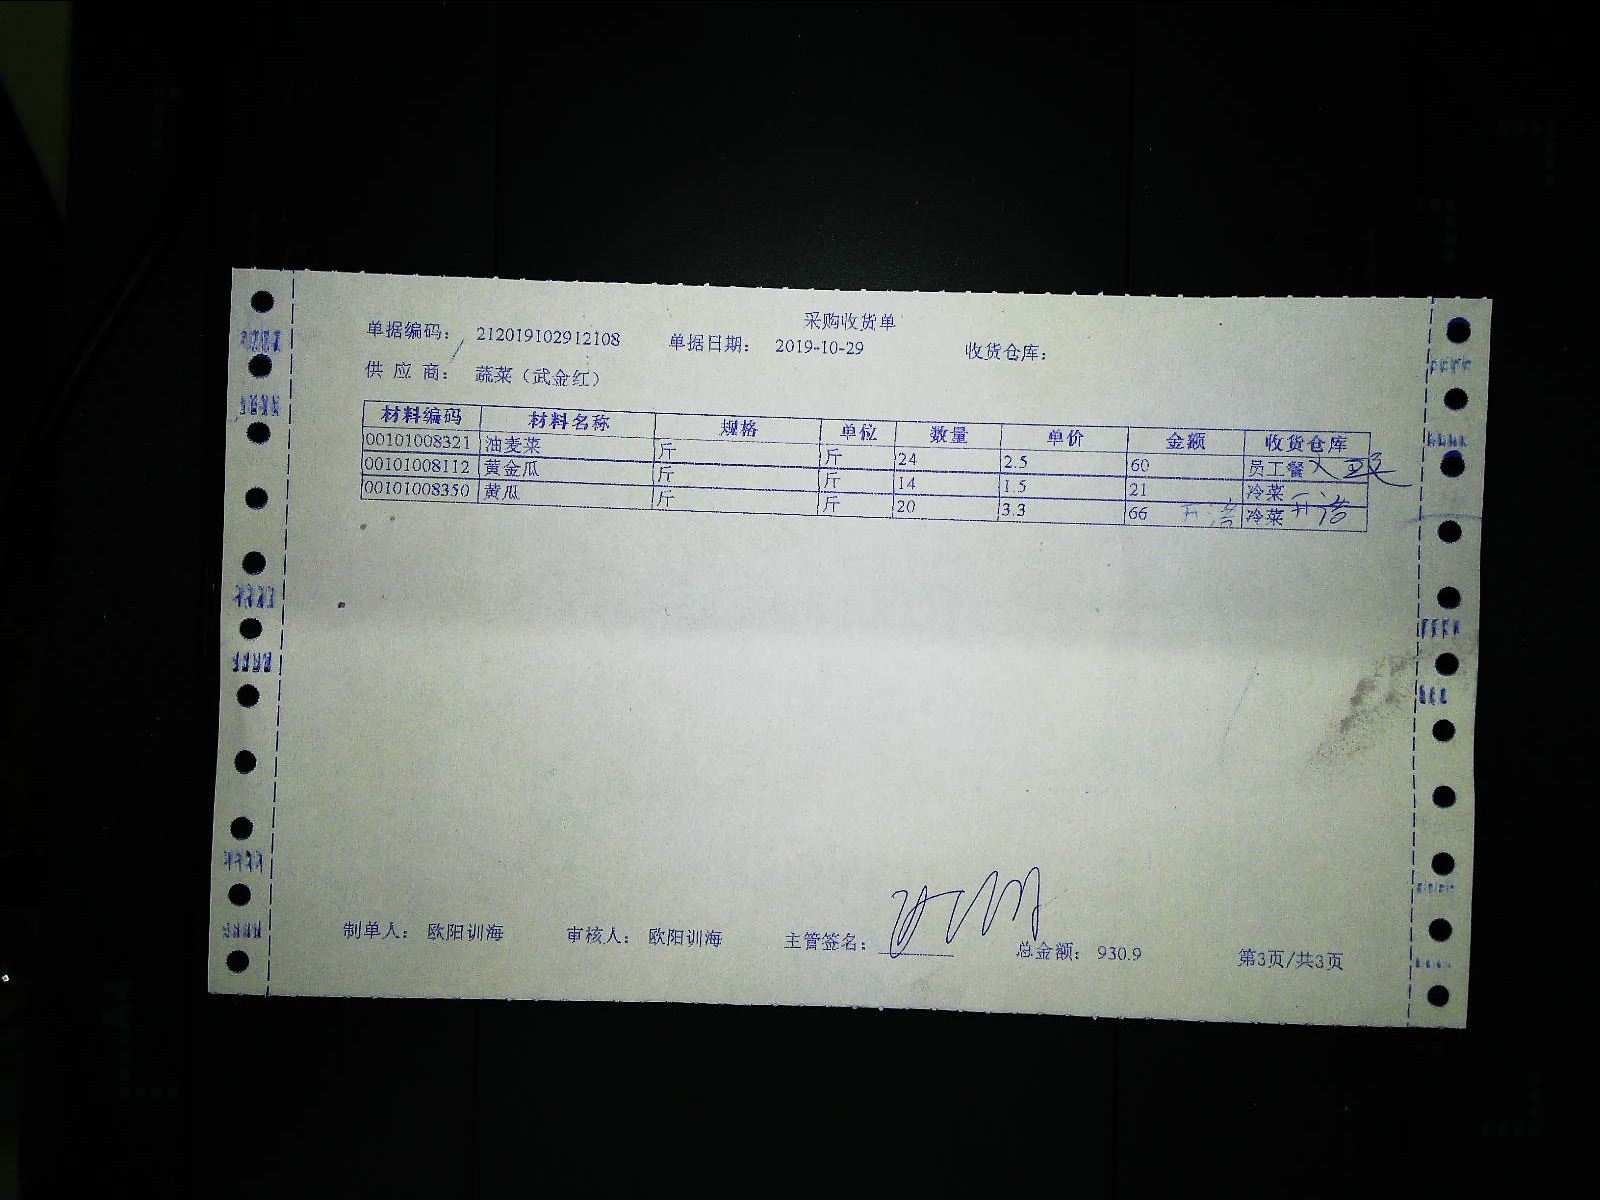 采购收货单
单据编码： 212019102912108 单据日期： 2019-10-29 收货仓库：
供 应 商： 蔬菜（武金红）
材料编码 材料名称 规格 单位 数量 单价 金额 收货仓库
00101008321 油麦菜 斤 斤 24 2.5 60 员工餐
00101008112 黄金瓜 斤 斤 14 1.5 21 冷菜
00101008350 黄瓜 斤 斤 20 3.3 66 冷菜
制单人： 欧阳训海 审核人： 欧阳训海 主管签名： 总金额： 930.9 第3页/共3页